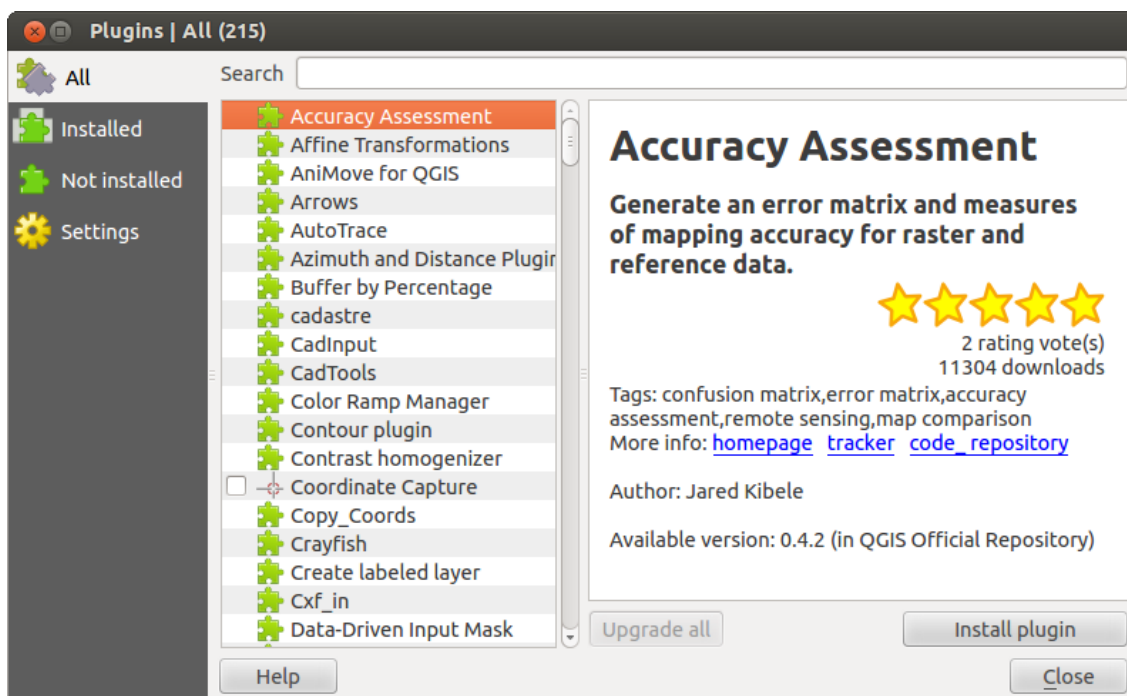 Plugins | All (215)
All
Installed
Not installed
Settings
Search
Accuracy Assessment
Affine Transformations
AniMove for QGIS
Arrows
AutoTrace
Azimuth and Distance Plugin
Buffer by Percentage
cadastre
CadInput
CadTools
Color Ramp Manager
Contour plugin
Contrast homogenizer
Coordinate Capture
Copy_Coords
Crayfish
Create labeled layer
Cxf_in
Data-Driven Input Mask
Accuracy Assessment
Generate an error matrix and measures
of mapping accuracy for raster and
reference data.
2 rating vote(s)
11304 downloads
Tags: confusion matrix,error matrix,accuracy
assessment,remote sensing,map comparison
More info: homepage tracker code_repository
Author: Jared Kibele
Available version: 0.4.2 (in QGIS Official Repository)
Upgrade all
Install plugin
Help
Close